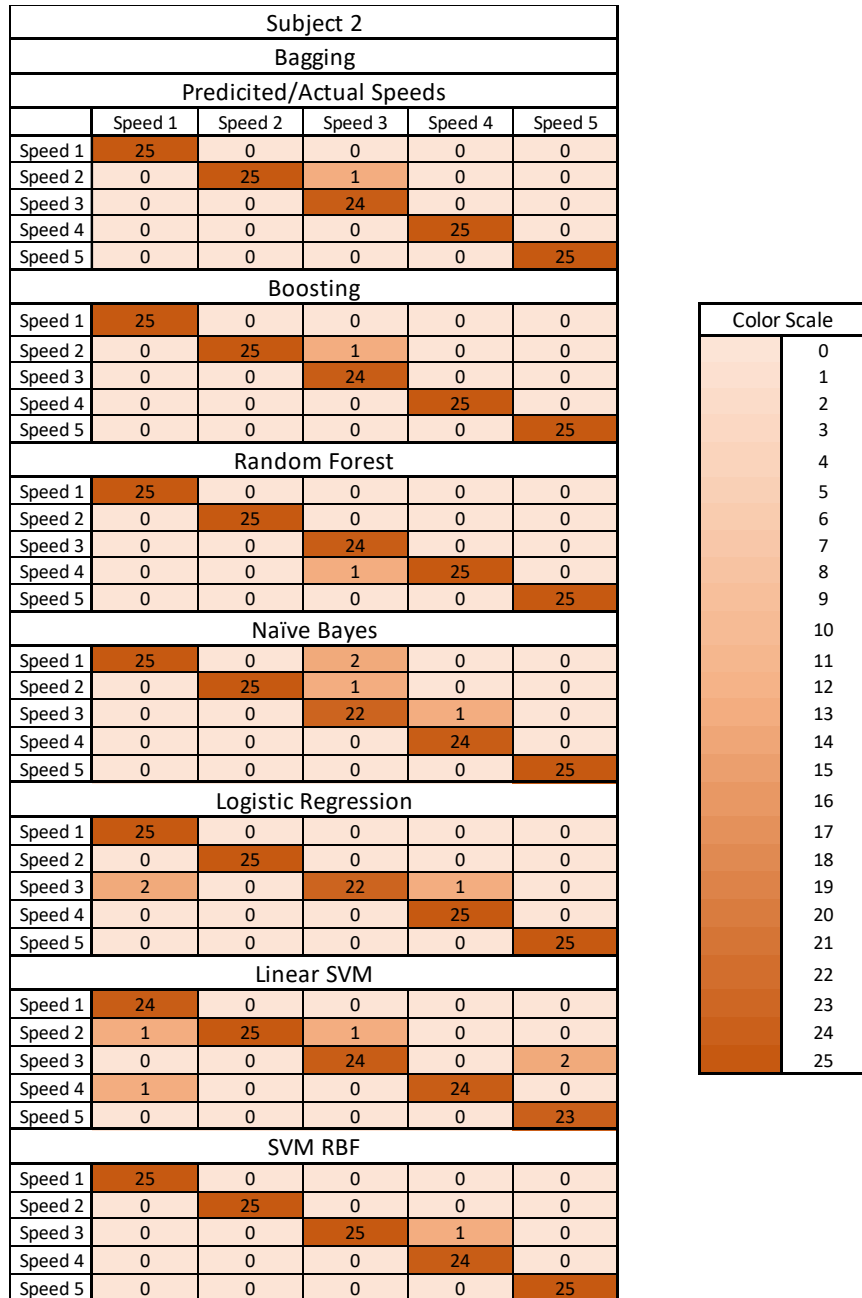 Subject 2
Bagging
Predicited/Actual Speeds
Speed 1 Speed 2 Speed 3 Speed 4 Speed 5
Speed 1 25 0 0 0 0
Speed 2 0 25 1 0 0
Speed 3 0 0 24 0 0
Speed 4 0 0 0 25 0
Speed 5 0 0 0 0 25
Boosting
Speed 1 25 0 0 0 0
Speed 2 0 25 1 0 0
Speed 3 0 0 24 0 0
Speed 4 0 0 0 25 0
Speed 5 0 0 0 0 25
Random Forest
Speed 1 25 0 0 0 0
Speed 2 0 25 0 0 0
Speed 3 0 0 24 0 0
Speed 4 0 0 1 25 0
Speed 5 0 0 0 0 25
Naïve Bayes
Speed 1 25 0 2 0 0
Speed 2 0 25 1 0 0
Speed 3 0 0 22 1 0
Speed 4 0 0 0 24 0
Speed 5 0 0 0 0 25
Logistic Regression
Speed 1 25 0 0 0 0
Speed 2 0 25 0 0 0
Speed 3 2 0 22 1 0
Speed 4 0 0 0 25 0
Speed 5 0 0 0 0 25
Linear SVM
Speed 1 24 0 0 0 0
Speed 2 1 25 1 0 0
Speed 3 0 0 24 0 2
Speed 4 1 0 0 24 0
Speed 5 0 0 0 0 23
SVM RBF
Speed 1 25 0 0 0 0
Speed 2 0 25 0 0 0
Speed 3 0 0 25 1 0
Speed 4 0 0 0 24 0
Speed 5 0 0 0 0 25
Color Scale
0
1
2
3
4
5
6
7
8
9
10
11
12
13
14
15
16
17
18
19
20
21
22
23
24
25